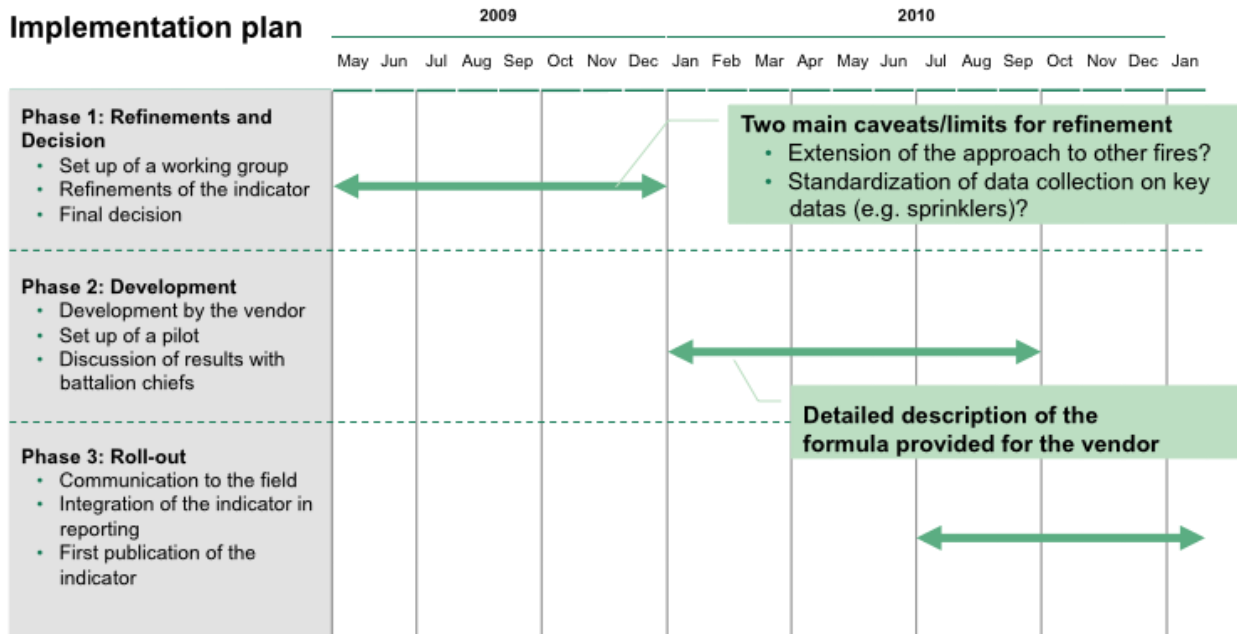 Implementation plan
2009
2010
May Jun Jul Aug Sep Oct Nov Dec Jan Feb Mar Apr May Jun Jul Aug Sep Oct Nov Dec Jan
Phase 1: Refinements and
Decision
• Set up of a working group
• Refinements of the indicator
• Final decision
Two main caveats/limits for refinement
• Extension of the approach to other fires?
• Standardization of data collection on key
datas (e.g. sprinklers)?
Phase 2: Development
• Development by the vendor
• Set up of a pilot
• Discussion of results with
battalion chiefs
Detailed description of the
formula provided for the vendor
Phase 3: Roll-out
• Communication to the field
• Integration of the indicator in
reporting
• First publication of the
indicator